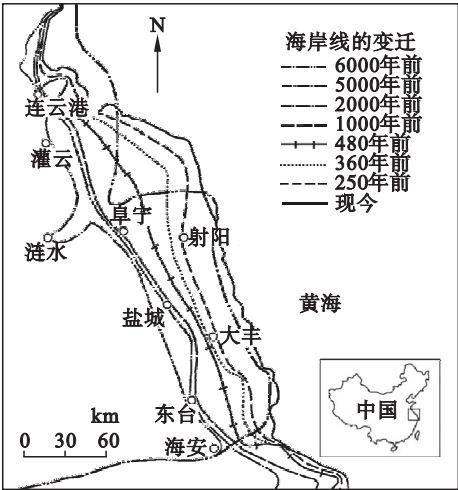 海岸线的变迁
6000年前
5000年前
2000年前
1000年前
480年前
360年前
250年前
现今
N
连云港
灌云
阜宁
涟水
射阳
盐城
黄海
大丰
东台
海安
km
0 30 60
中国